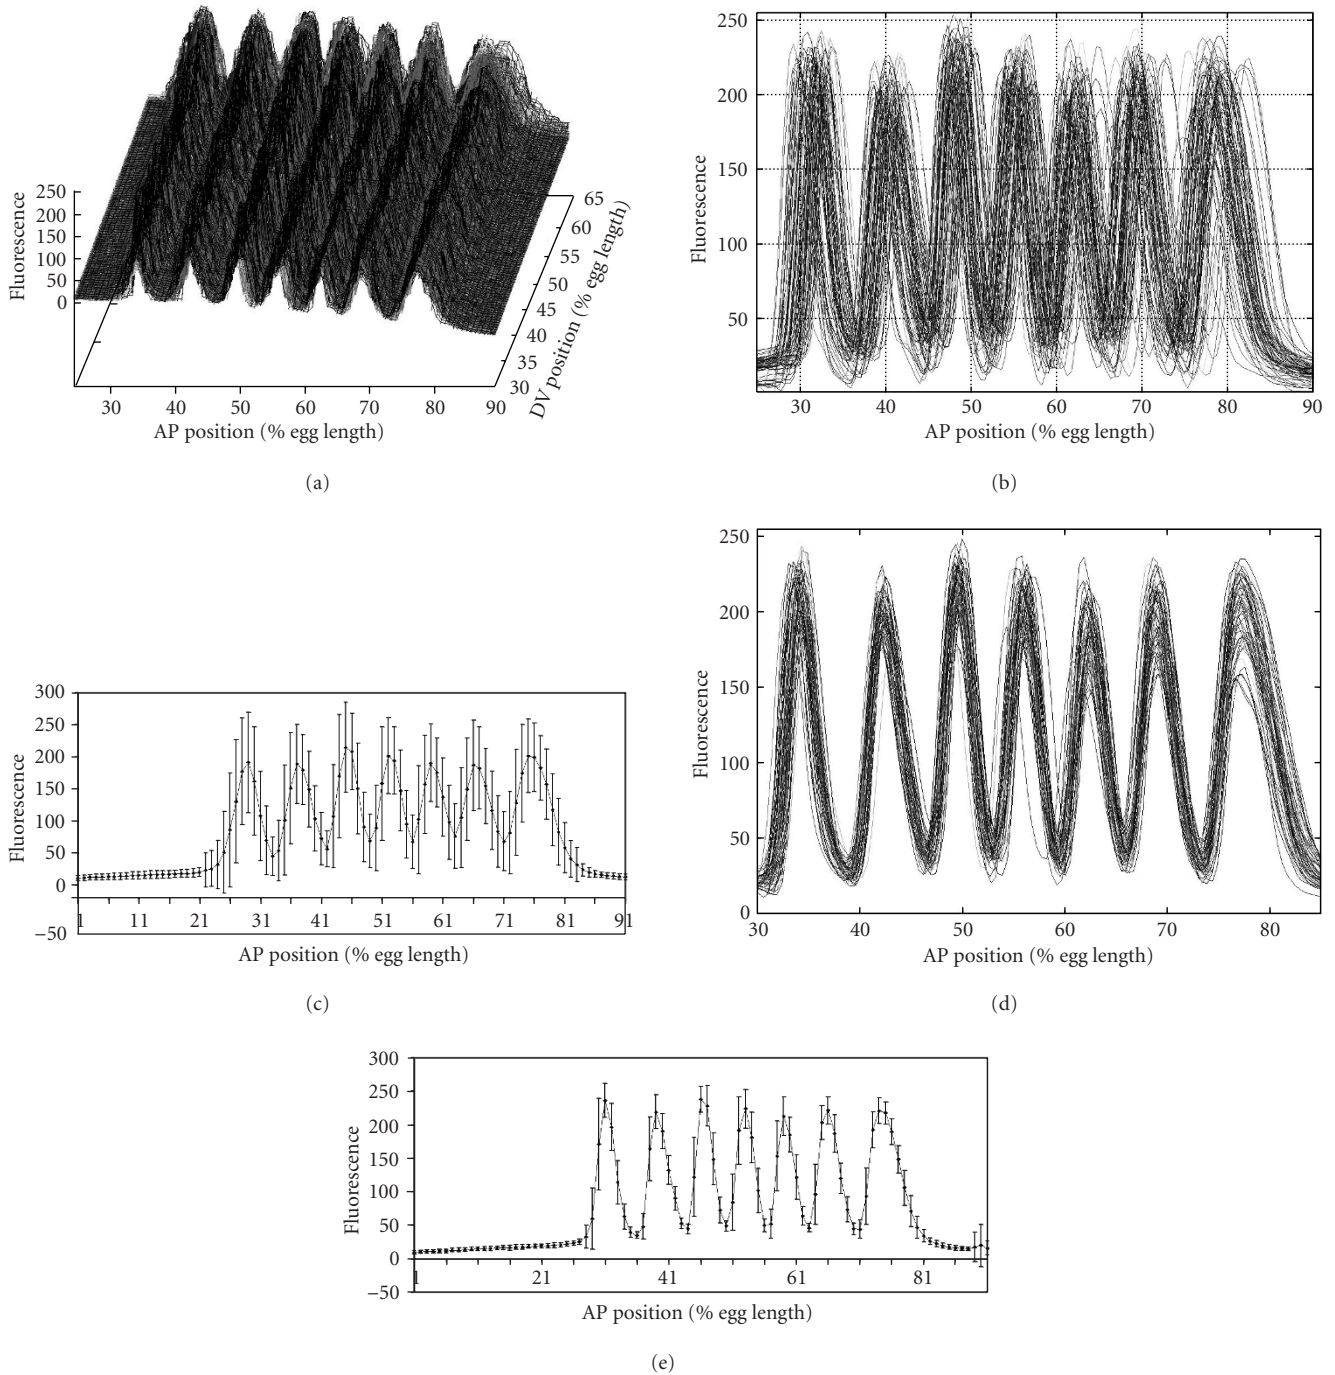 250
200
150
100
50
0
Fluorescence
30 40 50 60 70 80 90
AP position (% egg length)
30 35 40 45 50 55 60 65
DV position (% egg length)
(a)
250
200
150
100
50
Fluorescence
30 40 50 60 70 80 90
AP position (% egg length)
(b)
300
250
200
150
100
50
0
−50
Fluorescence
1 11 21 31 41 51 61 71 81 91
AP position (% egg length)
(c)
250
200
150
100
50
0
Fluorescence
30 40 50 60 70 80
AP position (% egg length)
(d)
300
250
200
150
100
50
0
−50
Fluorescence
1 21 41 61 81
AP position (% egg length)
(e)